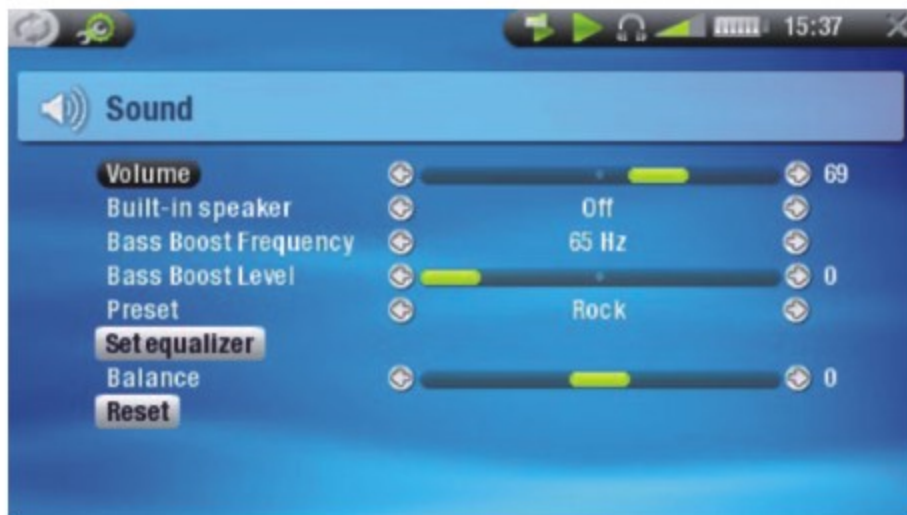 15:37
Sound
Volume 69
Built-in speaker Off
Bass Boost Frequency 65 Hz
Bass Boost Level 0
Preset Rock
Set equalizer
Balance 0
Reset